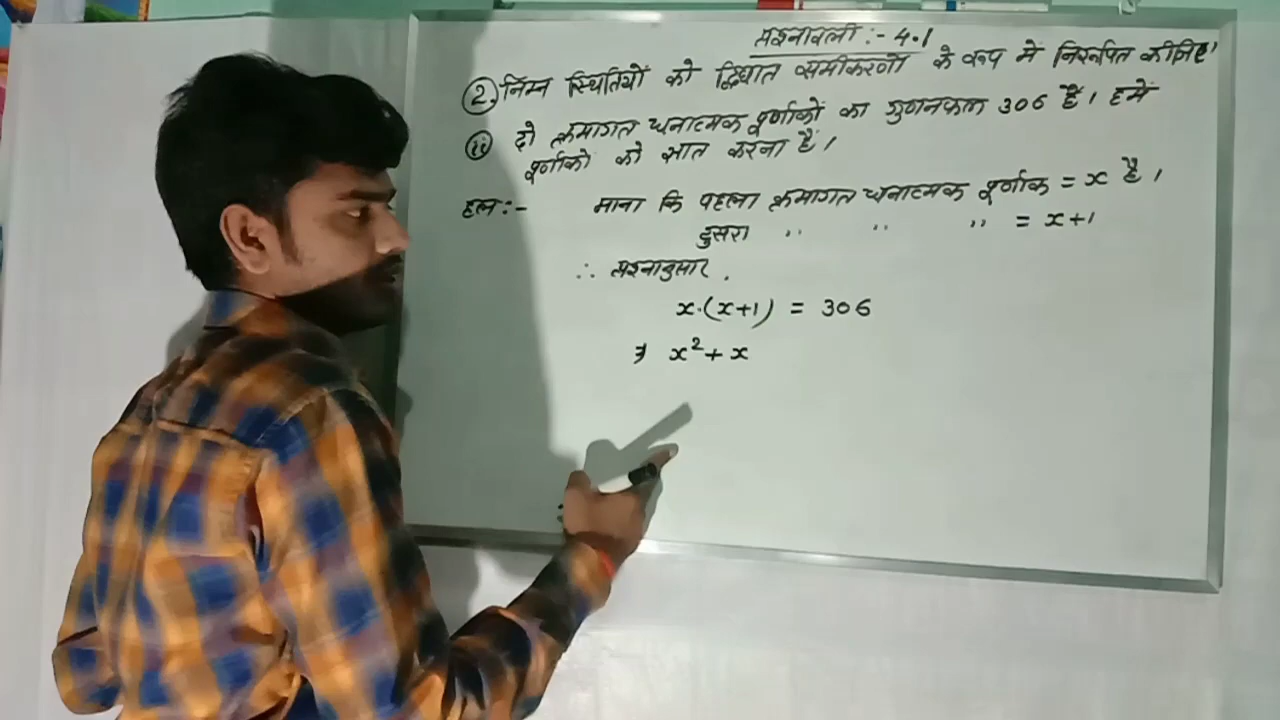 प्रश्नावली :- 4.1
2. निम्न स्थितियों को द्विघात समीकरणों के रूप में निरूपित कीजिए।
(ii) दो क्रमागत धनात्मक पूर्णांकों का गुणनफल 306 है। हमें
पूर्णांकों को ज्ञात करना हैं।
हल :- माना कि पहला क्रमागत धनात्मक पूर्णांक = x है।
दुसरा ,, ,, ,, = x+1
∴ प्रश्नानुसार,
x·(x+1) = 306
⇒ x² + x